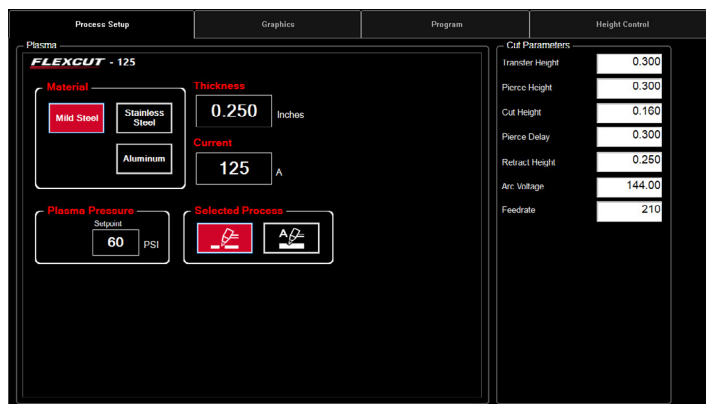 Process Setup
Graphics
Program
Height Control
Plasma
FLEXCUT - 125
Material
Mild Steel
Stainless
Steel
Aluminum
Thickness
0.250 Inches
Current
125 A
Plasma Pressure
Setpoint
60 PSI
Selected Process
A
Cut Parameters
Transfer Height 0.300
Pierce Height 0.300
Cut Height 0.160
Pierce Delay 0.300
Retract Height 0.250
Arc Voltage 144.00
Feedrate 210